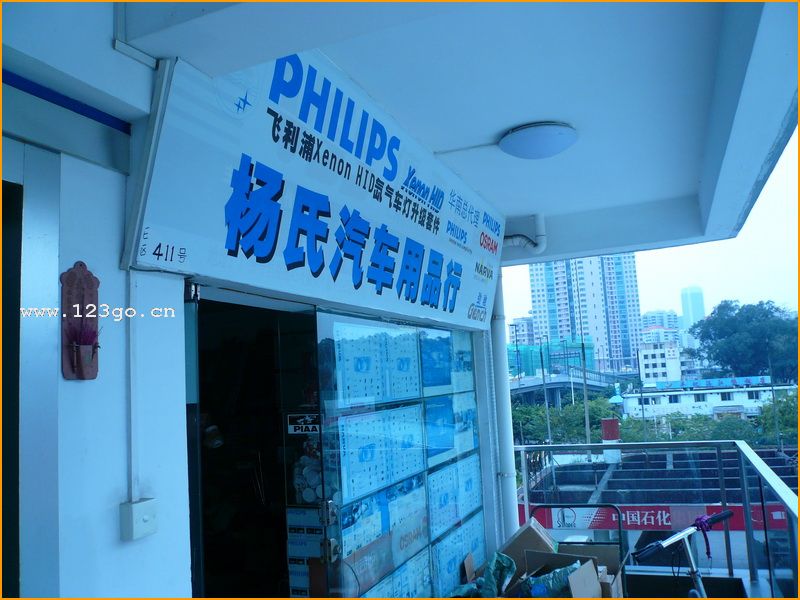 PHILIPS
飞利浦Xenon HID氙气车灯升级套件
Xenon HID
杨氏汽车用品行
411号
华南总代理
PHILIPS
PHILIPS
OSRAM
NARVA
www.123go.cn
PIAA
中国石化